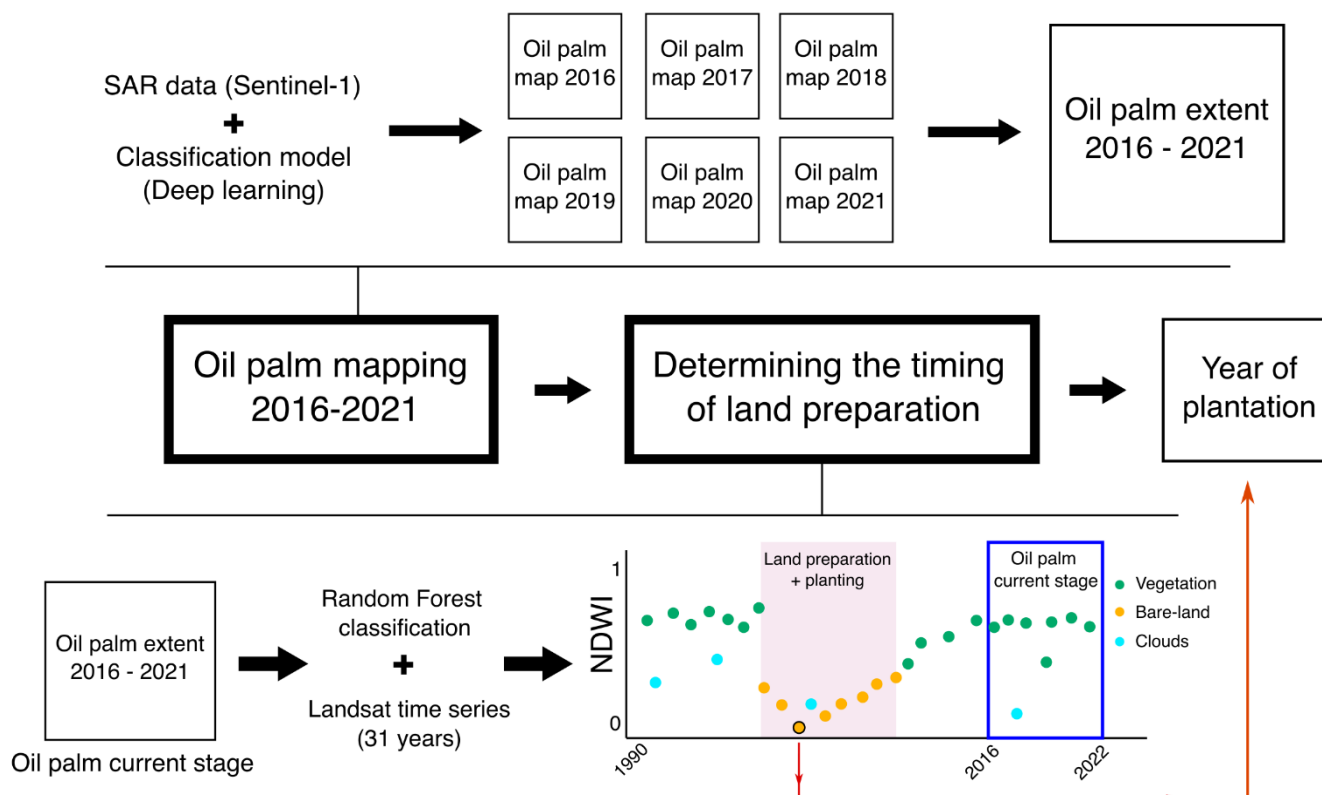 SAR data (Sentinel-1)
+
Classification model
(Deep learning)
Oil palm
map 2016
Oil palm
map 2017
Oil palm
map 2018
Oil palm
map 2019
Oil palm
map 2020
Oil palm
map 2021
Oil palm extent
2016 - 2021
Oil palm mapping
2016-2021
Determining the timing
of land preparation
Year of
plantation
Oil palm extent
2016 - 2021
Oil palm current stage
Random Forest
classification
+
Landsat time series
(31 years)
NDWI
1
0
Land preparation
+ planting
Oil palm
current stage
Vegetation
Bare-land
Clouds
1990
2016
2022